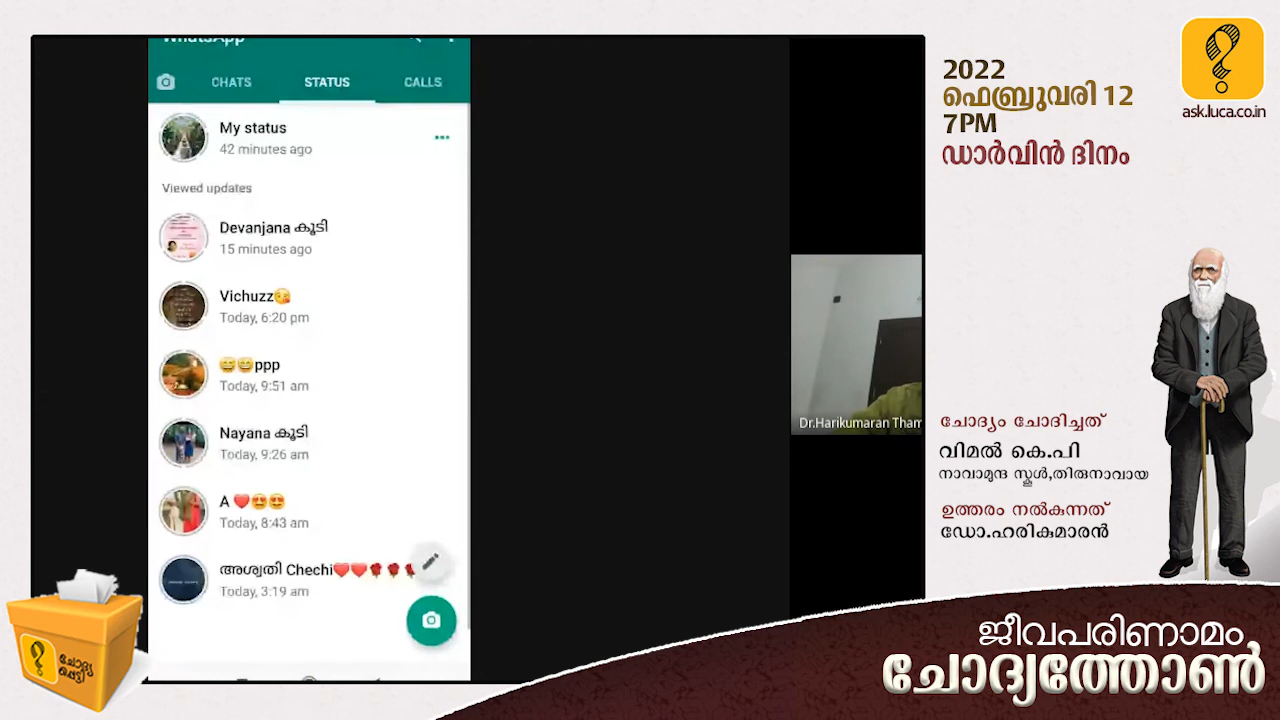 WhatsApp
CHATS STATUS CALLS
My status
42 minutes ago
Viewed updates
Devanjana കൂടി
15 minutes ago
Vichuzz😘
Today, 6:20 pm
😅😅ppp
Today, 9:51 am
Nayana കൂടി
Today, 9:26 am
A ❤️😍😍
Today, 8:43 am
അശ്വതി Chechi❤️❤️🌹🌹🌹
Today, 3:19 am
Dr.Harikumaran Tham
2022
ഫെബ്രുവരി 12
7PM
ഡാർവിൻ ദിനം
ask.luca.co.in
ചോദ്യം ചോദിച്ചത്
വിമൽ കെ.പി
നാവാമുന്ദ സ്കൂൾ,തിരുനാവായ
ഉത്തരം നൽകുന്നത്
ഡോ.ഹരികുമാരൻ
ചോദ്യ
പ്പെട്ടി
ജീവപരിണാമം
ചോദ്യത്തോൺ